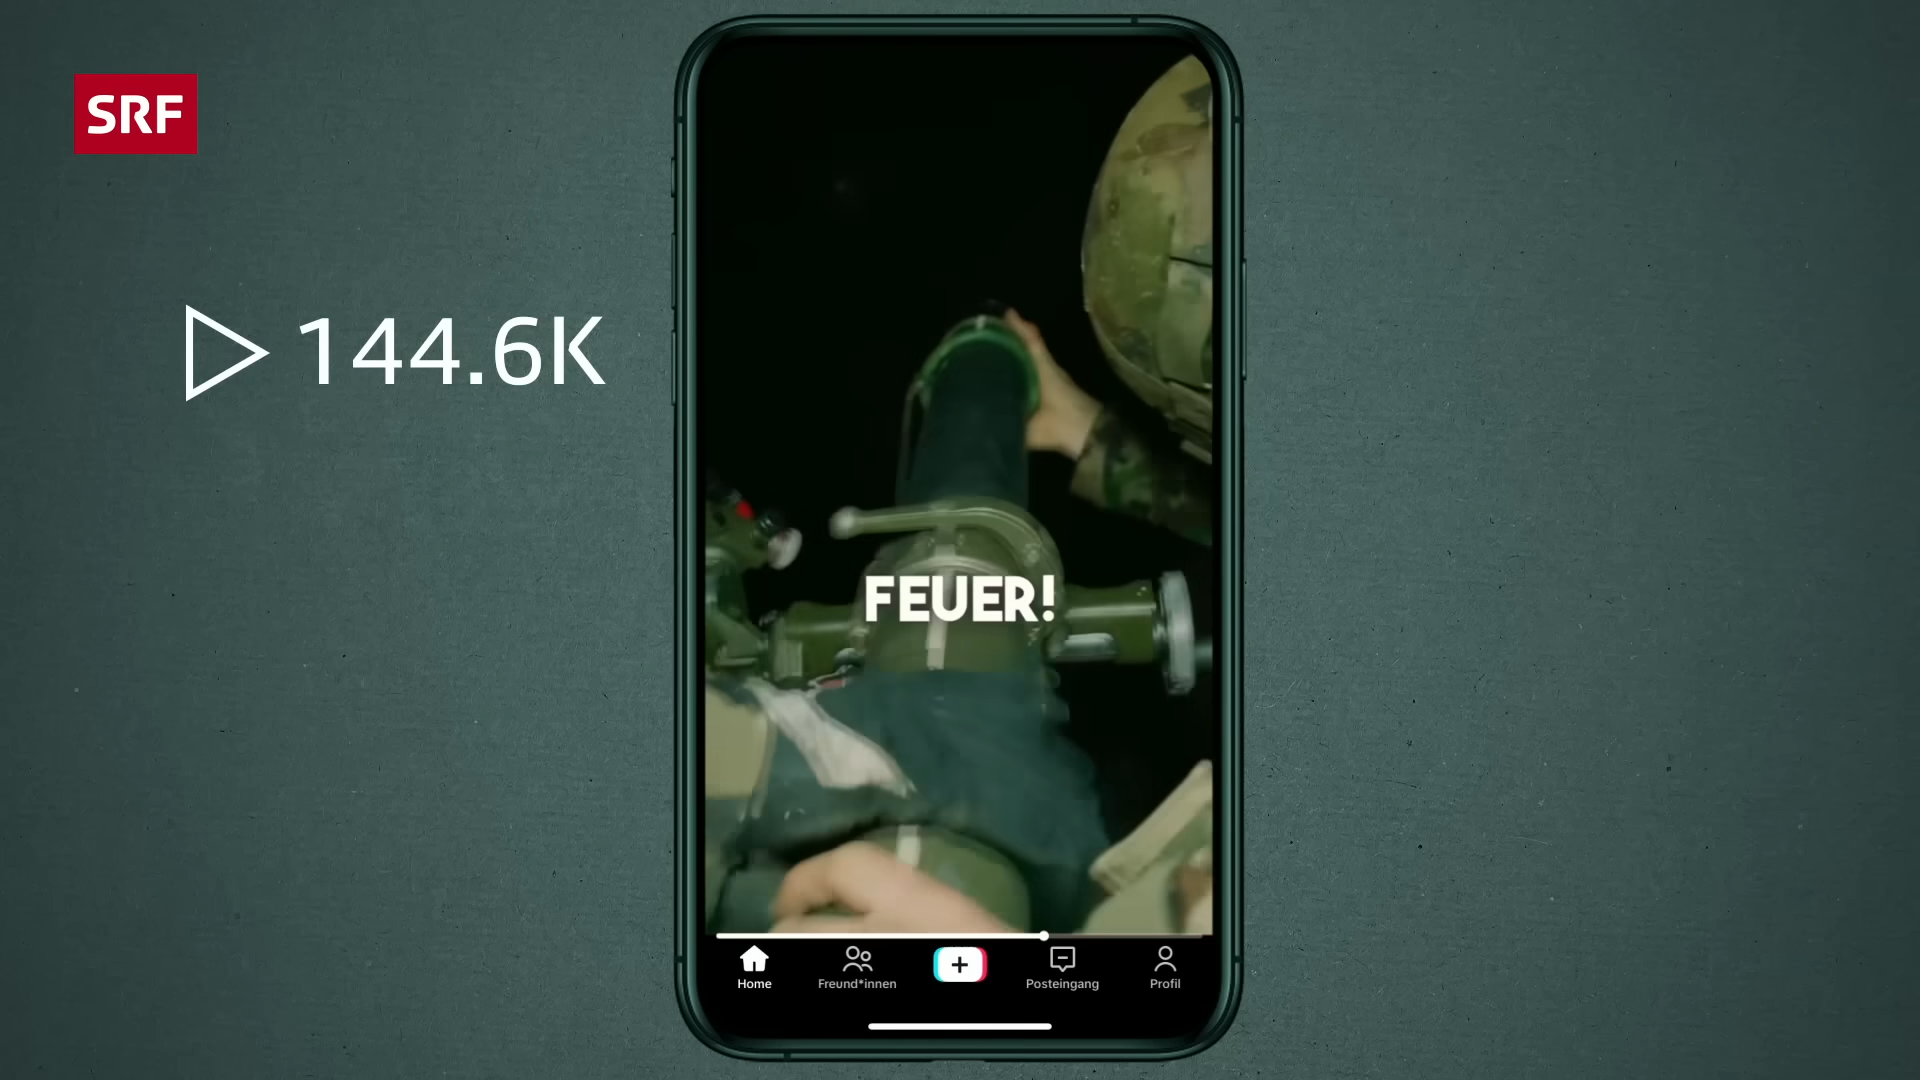 SRF
144.6K
FEUER!
Home
Freund*innen
Posteingang
Profil